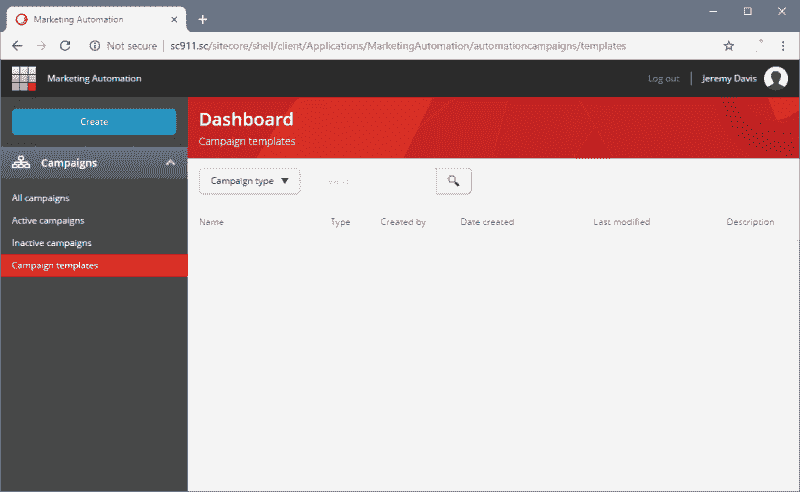 Marketing Automation
Not secure | sc911.sc/sitecore/shell/client/Applications/MarketingAutomation/automationcampaigns/templates
Marketing Automation
Log out | Jeremy Davis
Create
Dashboard
Campaign templates
Campaigns
Campaign type
All campaigns
Active campaigns
Inactive campaigns
Campaign templates
Name Type Created by Date created Last modified Description